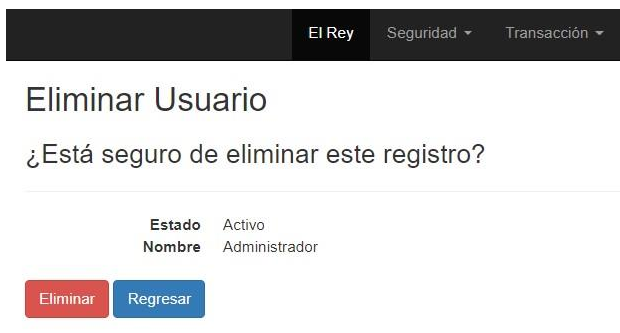 El Rey Seguridad Transacción
Eliminar Usuario
¿Está seguro de eliminar este registro?
Estado Activo
Nombre Administrador
Eliminar Regresar